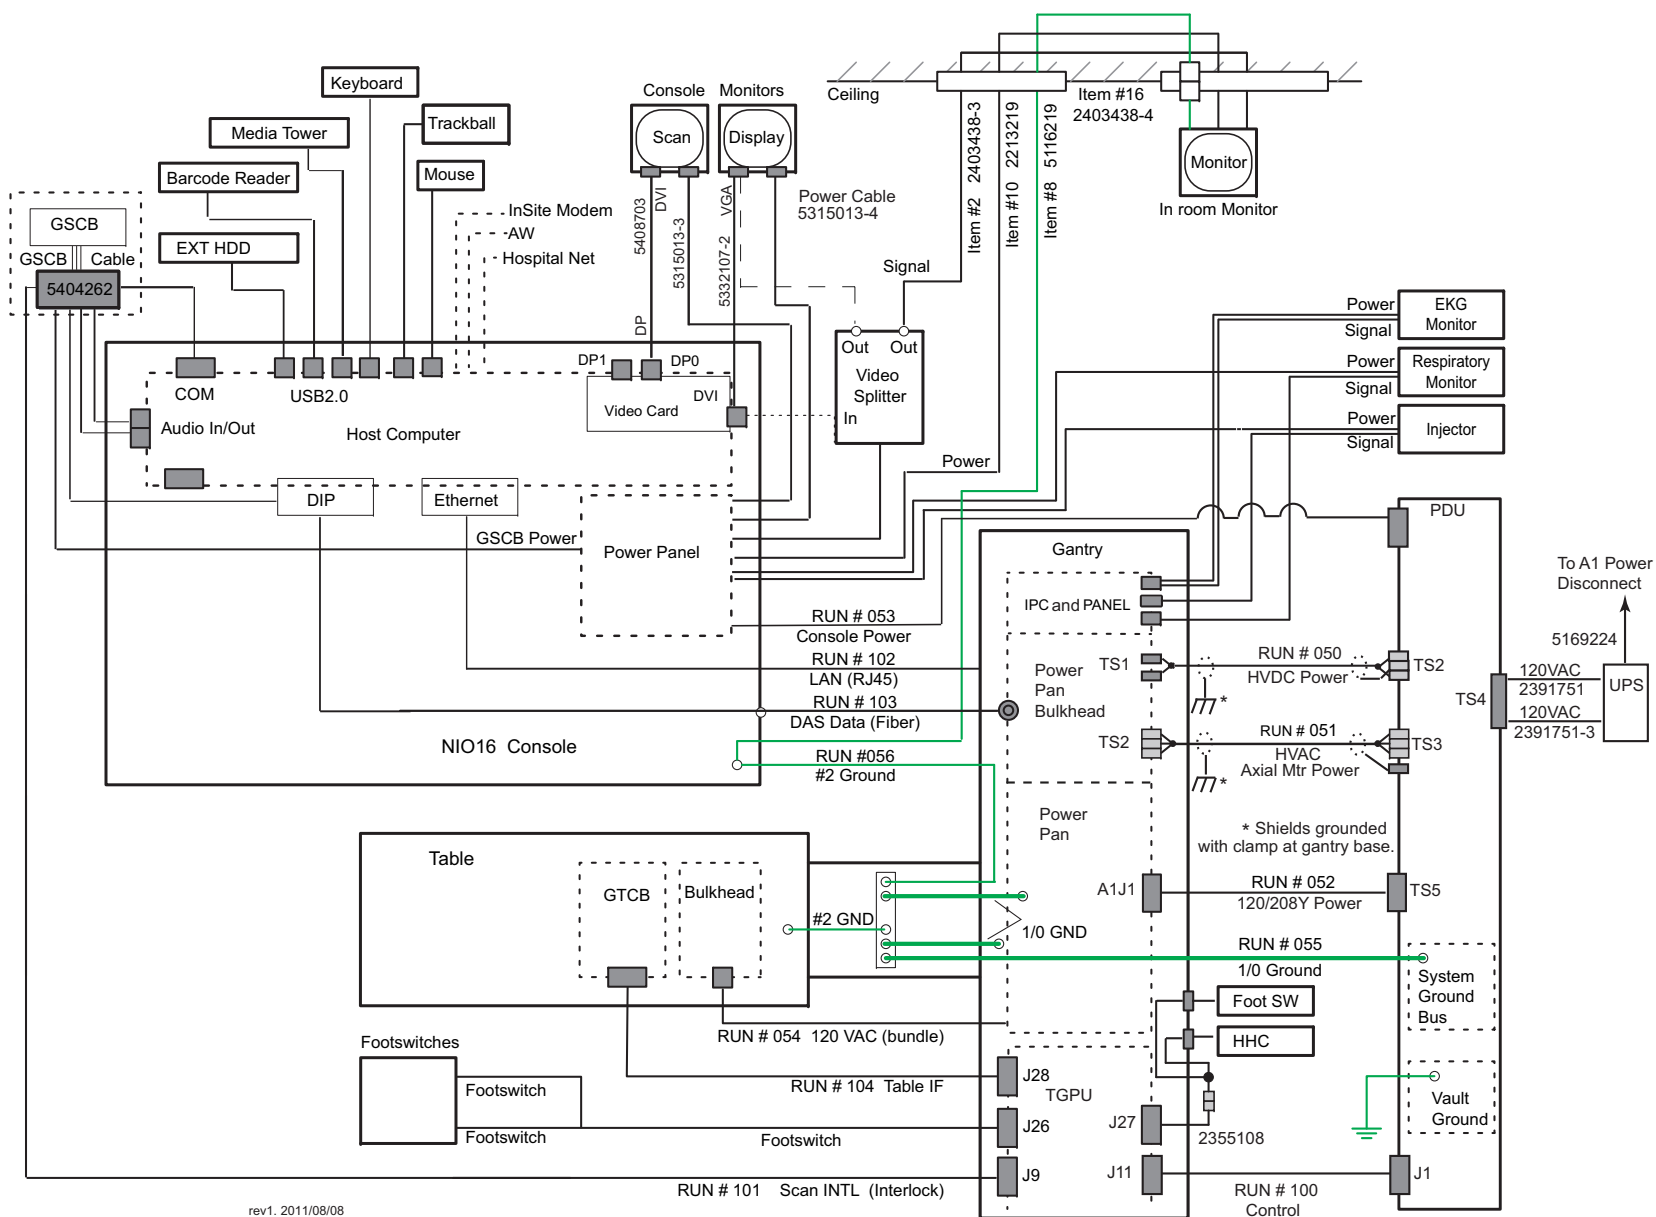 Keyboard
Console
Monitors
Ceiling
Item #16
2403438-4
Media Tower
Trackball
Scan
Display
Monitor
Barcode Reader
Mouse
In room Monitor
GSCB
EXT HDD
InSite Modem
AW
Hospital Net
Power Cable
5315013-4
GSCB Cable
5404262
5408703
DVI
5315013-3
VGA
5332107-2
DP
Item #2 2403438-3
Item #10 2213219
Item #8 5116219
Signal
Power
Signal
EKG
Monitor
Power
Signal
Respiratory
Monitor
Power
Signal
Injector
COM
USB2.0
DP1
DP0
DVI
Video Card
Out
Out
Video
Splitter
In
Audio In/Out
Host Computer
DIP
Ethernet
Power
GSCB Power
Power Panel
Gantry
PDU
To A1 Power
Disconnect
IPC and PANEL
RUN # 053
Console Power
RUN # 102
LAN (RJ45)
RUN # 103
DAS Data (Fiber)
Power
Pan
Bulkhead
TS1
RUN # 050
HVDC Power
*
TS2
5169224
120VAC
2391751
UPS
TS4
120VAC
2391751-3
NIO16 Console
TS2
RUN # 051
HVAC
Axial Mtr Power
*
TS3
RUN #056
#2 Ground
Power
Pan
* Shields grounded
with clamp at gantry base.
Table
GTCB
Bulkhead
A1J1
RUN # 052
120/208Y Power
TS5
#2 GND
1/0 GND
RUN # 055
1/0 Ground
System
Ground
Bus
Foot SW
HHC
RUN # 054 120 VAC (bundle)
Footswitches
Footswitch
Footswitch
Footswitch
RUN # 104 Table IF
J28
TGPU
J26
J27
2355108
Vault
Ground
J9
J11
J1
RUN # 101 Scan INTL (Interlock)
RUN # 100
Control
rev1. 2011/08/08